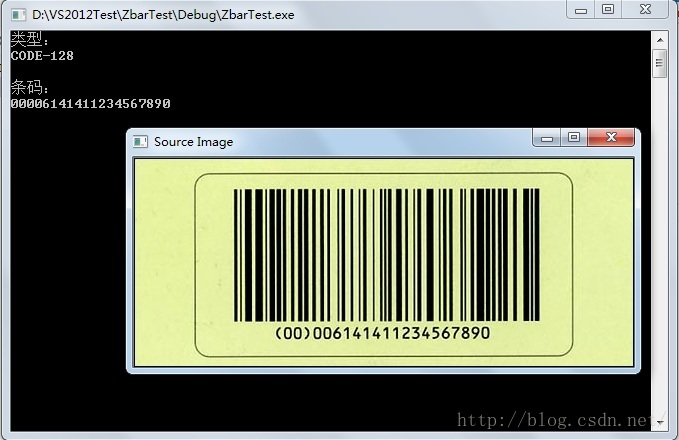 D:\VS2012Test\ZbarTest\Debug\ZbarTest.exe
类型：
CODE-128
条码：
00006141411234567890
Source Image
(00)006141411234567890
http://blog.csdn.net/